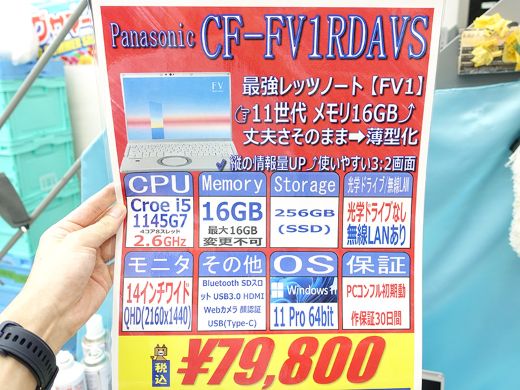 Panasonic CF-FV1RDAVS
FV
最強レッツノート【FV1】
☞11世代 メモリ16GB⤴
丈夫さそのまま➡薄型化
✔縦の情報量UP⤴使いやすい3;2画面
CPU
Croe i5
1145G7
4コア8スレッド
2.6GHz
Memory
16GB
最大16GB
変更不可
Storage
256GB
(SSD)
光学ドライブ/無線LAN
光学ドライブなし
無線LANあり
モニタ
14インチワイド
QHD(2160x1440)
その他
Bluetooth SDスロ
ット USB3.0 HDMI
Webカメラ 顔認証
USB(Type-C)
OS
Windows 11
11 Pro 64bit
保証
PCコンフル初期動
作保証30日間
税込
¥79,800